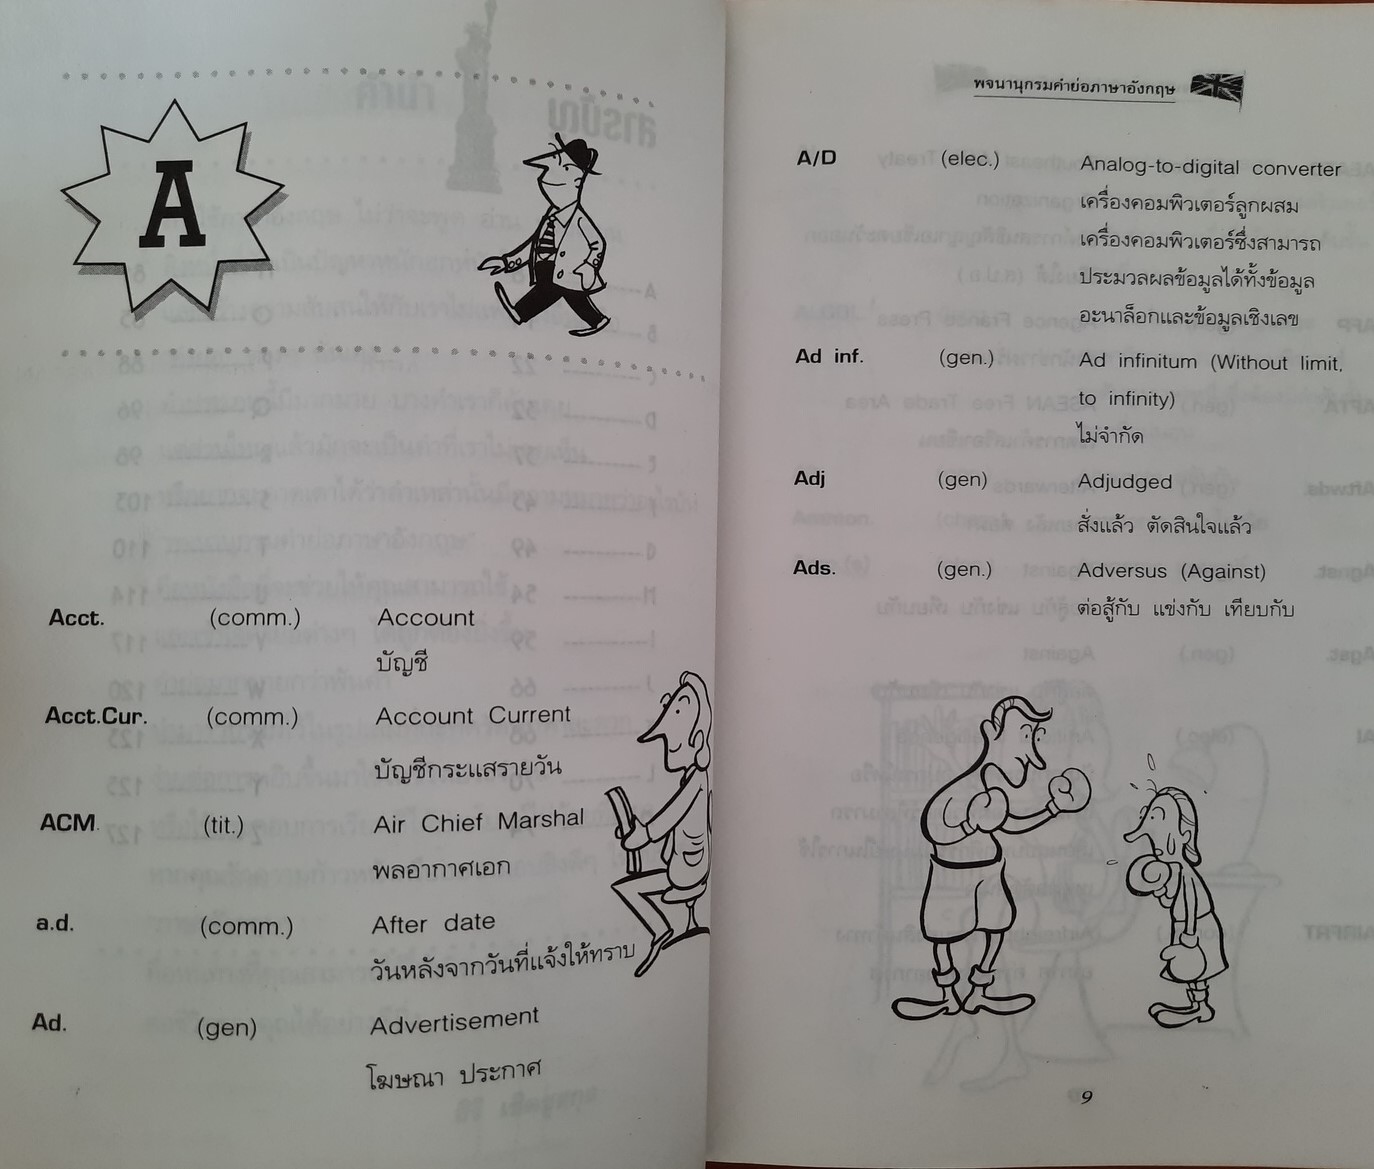 A
Acct. (comm.) Account
บัญชี
Acct.Cur. (comm.) Account Current
บัญชีกระแสรายวัน
ACM. (tit.) Air Chief Marshal
พลอากาศเอก
a.d. (comm.) After date
วันหลังจากวันที่แจ้งให้ทราบ
Ad. (gen) Advertisement
โฆษณา ประกาศ
พจนานุกรมคำย่อภาษาอังกฤษ
A/D (elec.) Analog-to-digital converter
เครื่องคอมพิวเตอร์ลูกผสม
เครื่องคอมพิวเตอร์ซึ่งสามารถ
ประมวลผลข้อมูลได้ทั้งข้อมูล
อะนาล็อกและข้อมูลเชิงเลข
Ad inf. (gen.) Ad infinitum (Without limit,
to infinity)
ไม่จำกัด
Adj (gen) Adjudged
สั่งแล้ว ตัดสินใจแล้ว
Ads. (gen.) Adversus (Against)
ต่อสู้กับ แข่งกับ เทียบกับ
9